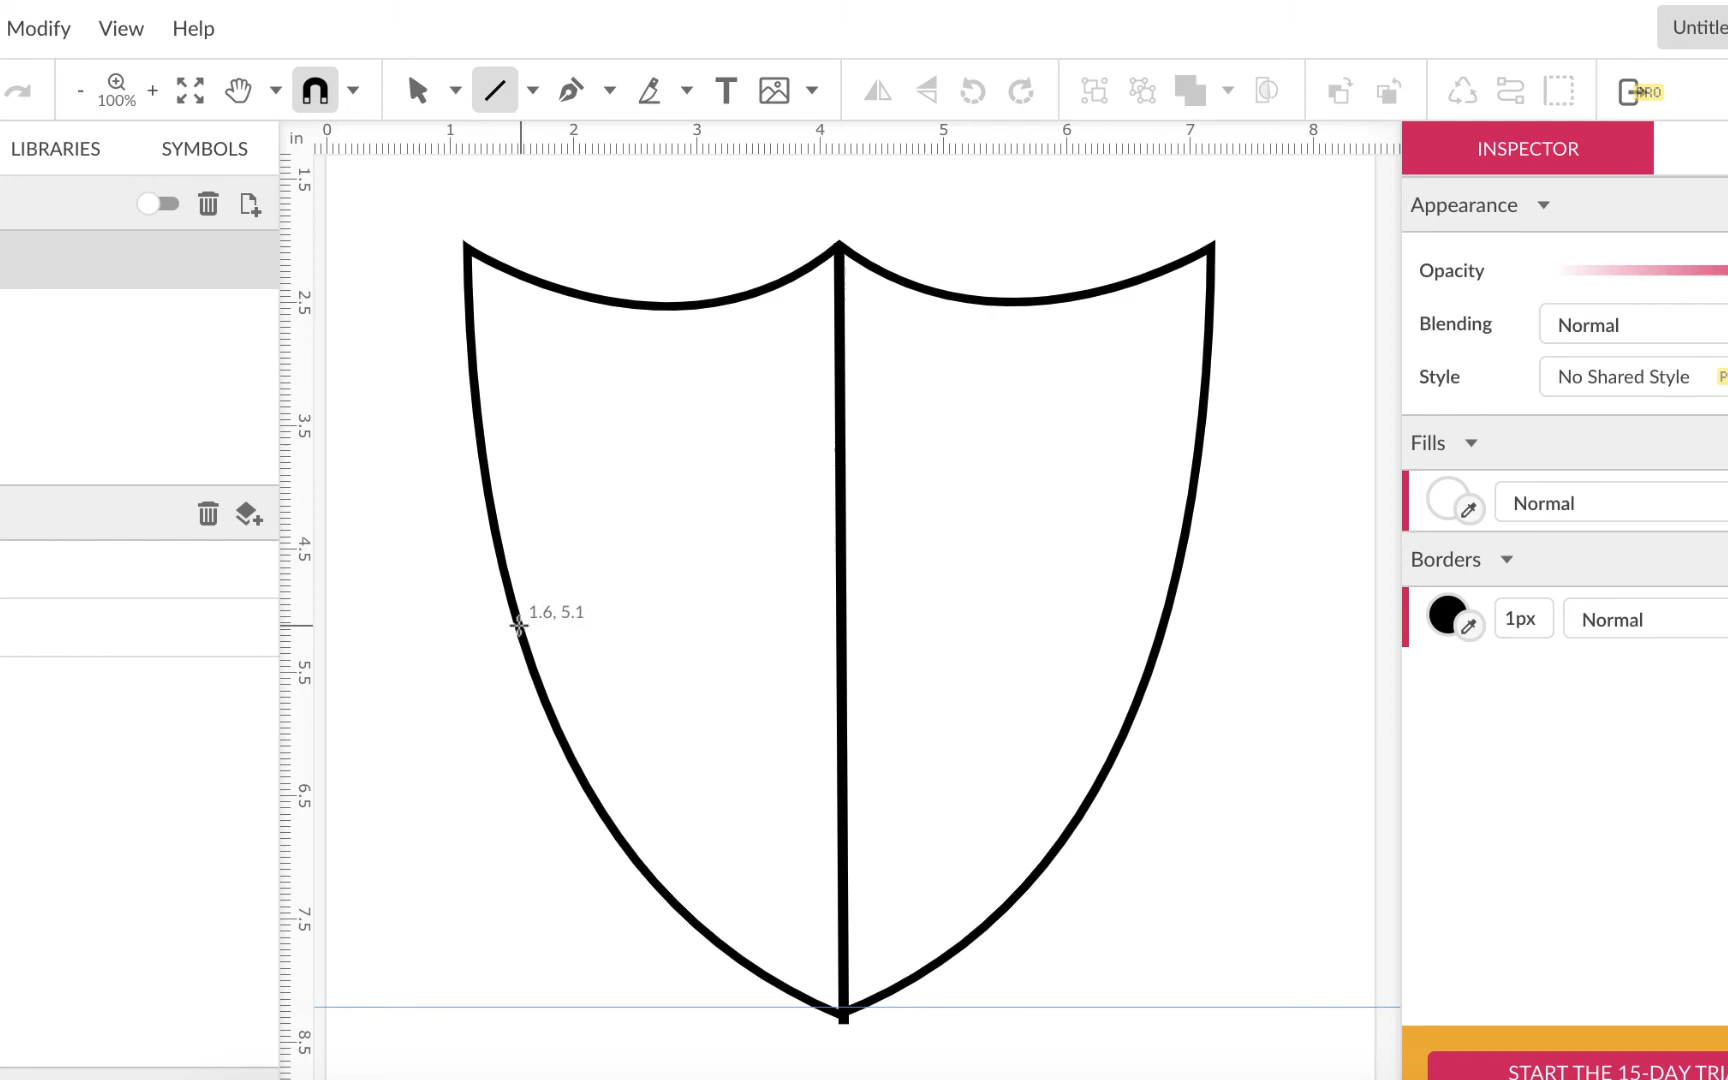 Modify View Help
Untitle
- 100% + T PRO
LIBRARIES SYMBOLS
in 0 1 2 3 4 5 6 7 8
INSPECTOR
1.5
Appearance
Opacity
2.5
Blending Normal
Style No Shared Style P
3.5
Fills
Normal
4.5
Borders
1.6, 5.1
1px Normal
5.5
6.5
7.5
8.5
START THE 15-DAY TRI